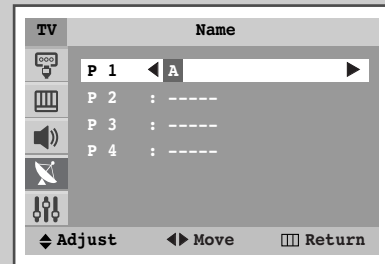 TV Name
P 1 ◀ A ▶
P 2 : -----
P 3 : -----
P 4 : -----
Adjust Move Return